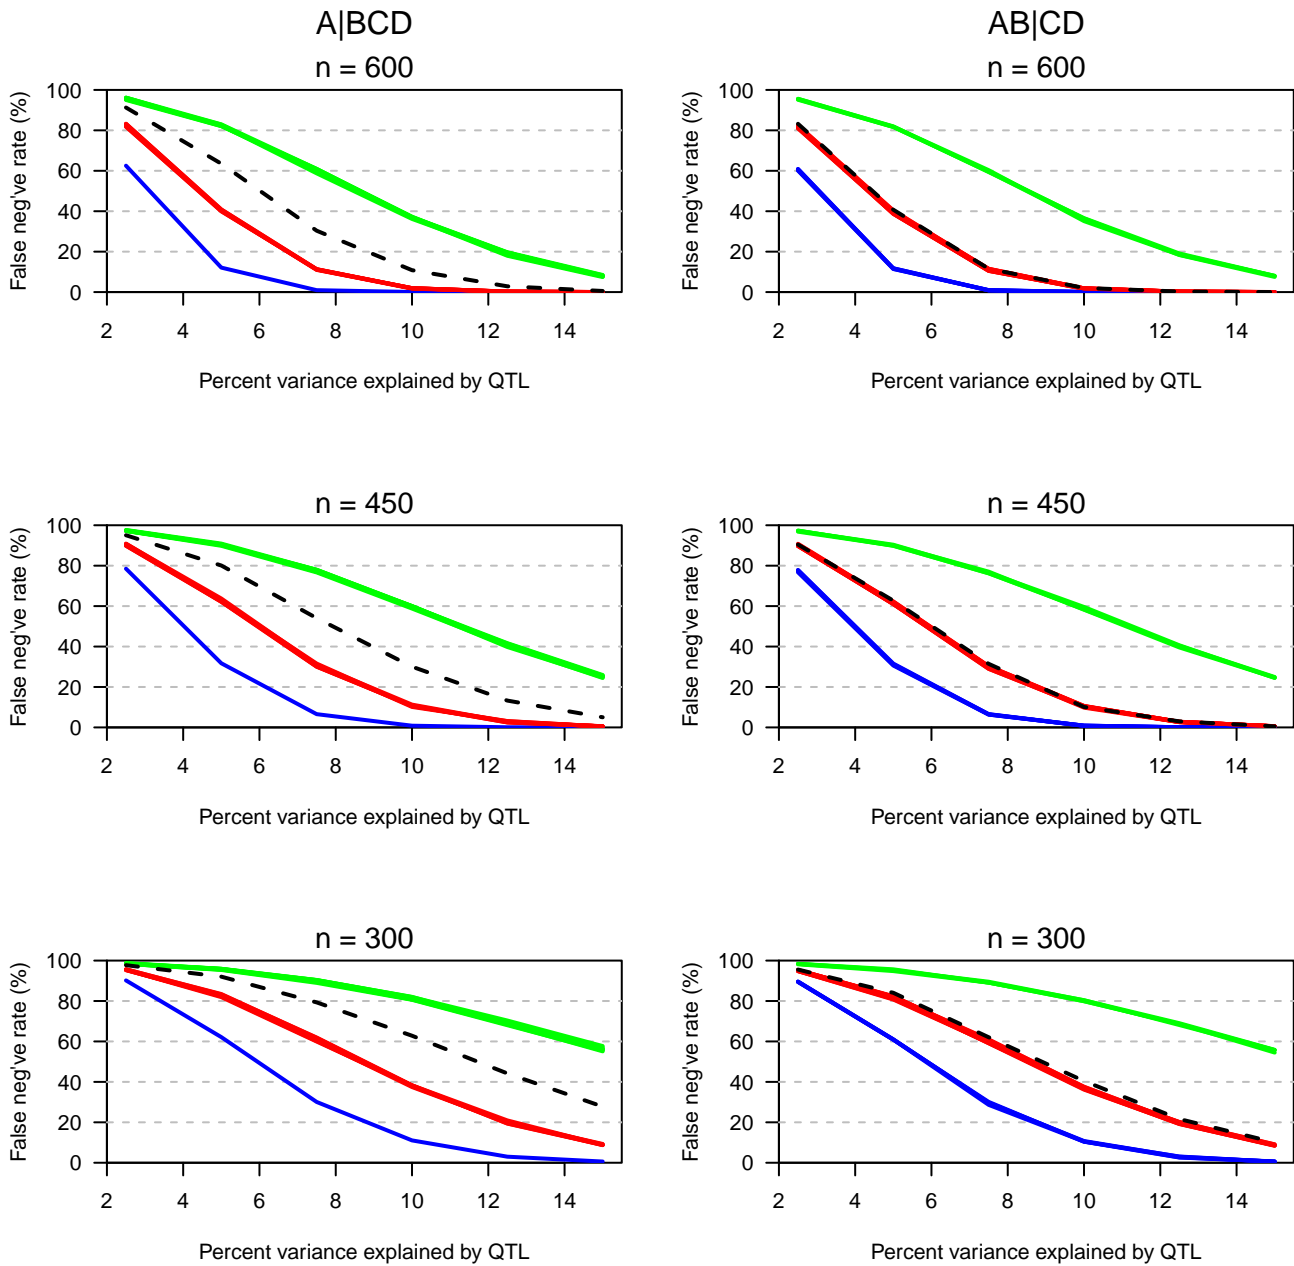 A|BCD
n = 600
False neg've rate (%)
100
80
60
40
20
0
2 4 6 8 10 12 14
Percent variance explained by QTL
AB|CD
n = 600
False neg've rate (%)
100
80
60
40
20
0
2 4 6 8 10 12 14
Percent variance explained by QTL
n = 450
False neg've rate (%)
100
80
60
40
20
0
2 4 6 8 10 12 14
Percent variance explained by QTL
n = 450
False neg've rate (%)
100
80
60
40
20
0
2 4 6 8 10 12 14
Percent variance explained by QTL
n = 300
False neg've rate (%)
100
80
60
40
20
0
2 4 6 8 10 12 14
Percent variance explained by QTL
n = 300
False neg've rate (%)
100
80
60
40
20
0
2 4 6 8 10 12 14
Percent variance explained by QTL